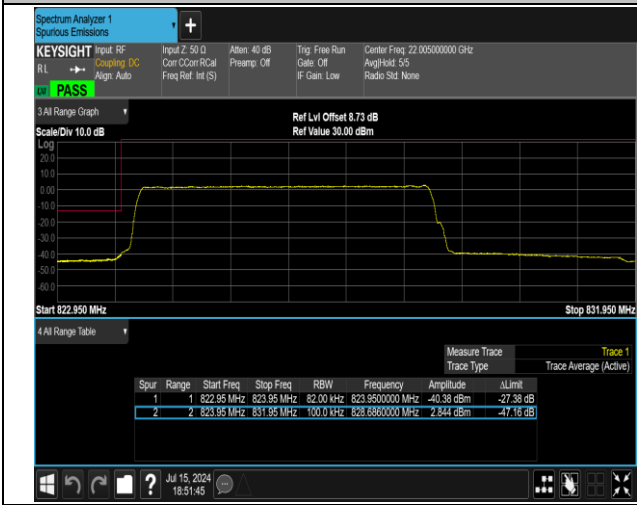 Spectrum Analyzer 1
Spurious Emissions
+
KEYSIGHT Input: RF Input Z: 50 Ω Atten: 40 dB Trig: Free Run Center Freq: 22.005000000 GHz
RL Coupling: DC Corr CCorr RCal Preamp: Off Gate: Off Avg|Hold: 5/5
Align: Auto Freq Ref: Int (S) IF Gain: Low Radio Std: None
PASS
3 All Range Graph
Ref Lvl Offset 8.73 dB
Scale/Div 10.0 dB Ref Value 30.00 dBm
Log
20.0
10.0
0.00
-10.0
-20.0
-30.0
-40.0
-50.0
-60.0
Start 822.950 MHz Stop 831.950 MHz
4 All Range Table
Measure Trace Trace 1
Trace Type Trace Average (Active)
Spur Range Start Freq Stop Freq RBW Frequency Amplitude ΔLimit
1 1 822.95 MHz 823.95 MHz 82.00 kHz 823.9500000 MHz -40.38 dBm -27.38 dB
2 2 823.95 MHz 831.95 MHz 100.0 kHz 828.6860000 MHz 2.844 dBm -47.16 dB
? Jul 15, 2024
18:51:45